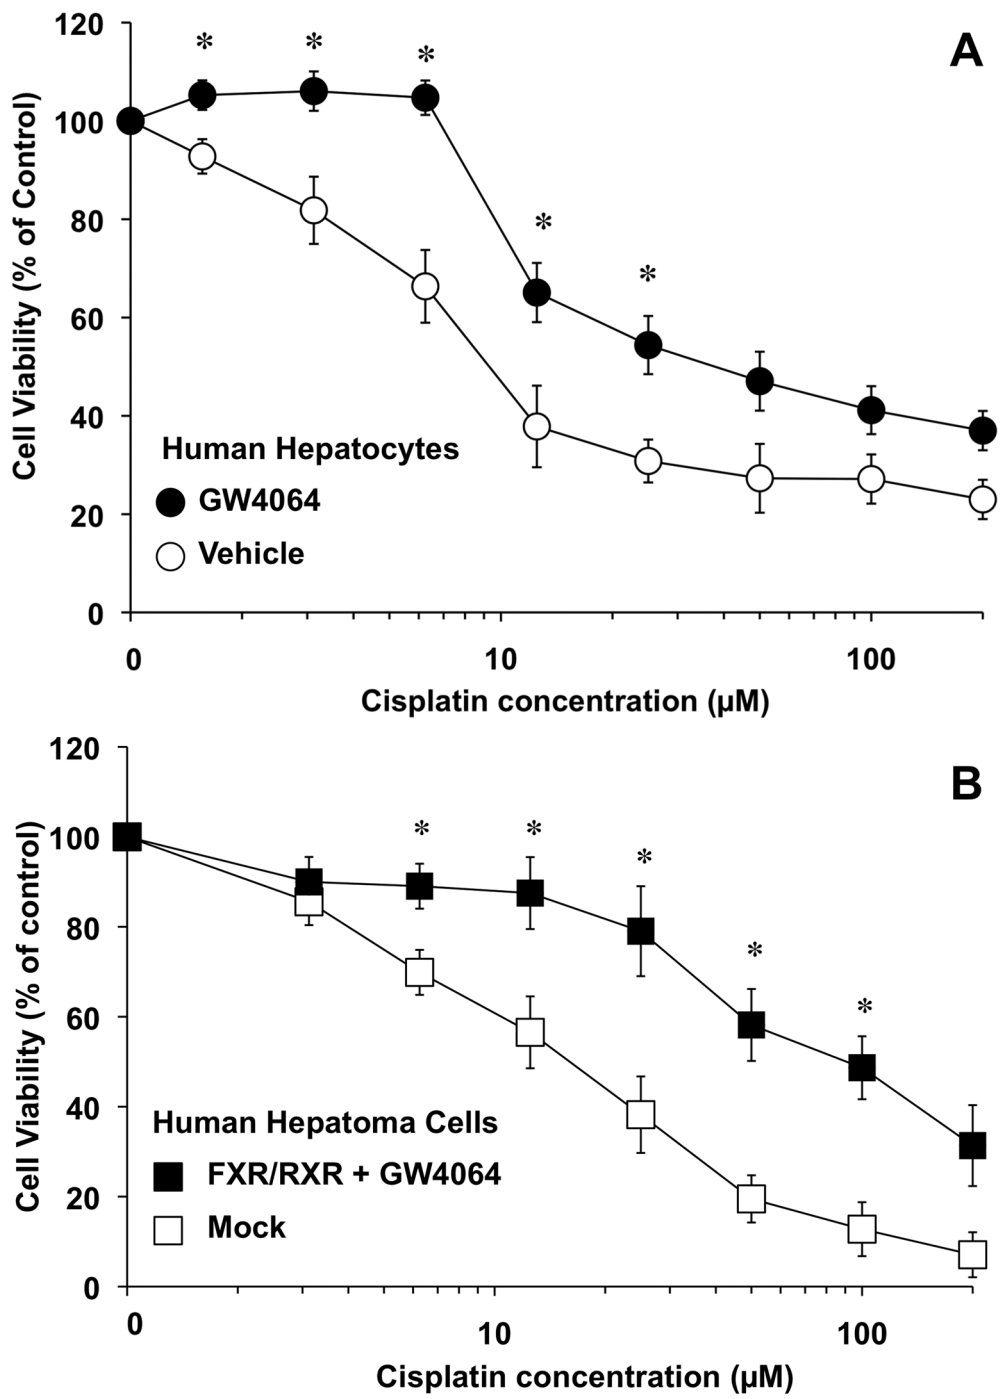 A
Cell Viability (% of Control)
120
100
80
60
40
20
0
* * * * *
Human Hepatocytes
GW4064
Vehicle
0 10 100
Cisplatin concentration (µM)
B
Cell Viability (% of control)
120
100
80
60
40
20
0
* * * * *
Human Hepatoma Cells
FXR/RXR + GW4064
Mock
0 10 100
Cisplatin concentration (µM)